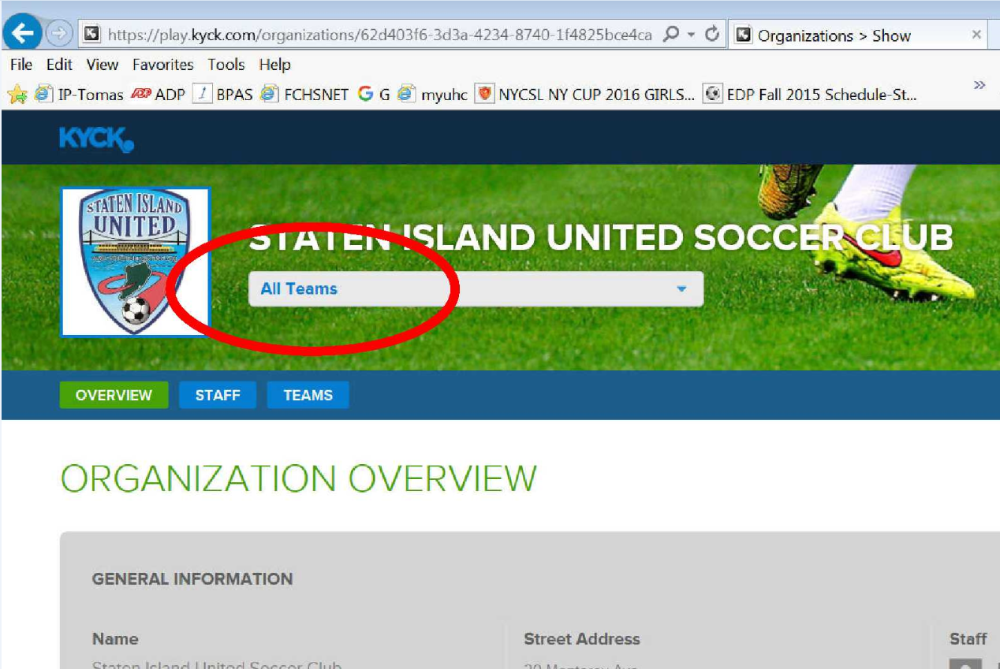 https://play.kyck.com/organizations/62d403f6-3d3a-4234-8740-1f4825bce4ca
Organizations > Show
File Edit View Favorites Tools Help
IP-Tomas ADP ADP BPAS FCHSNET G G myuhc NYCSL NY CUP 2016 GIRLS... EDP Fall 2015 Schedule-St...
KYCK
STATEN ISLAND
UNITED
STATEN ISLAND UNITED SOCCER CLUB
All Teams
OVERVIEW STAFF TEAMS
ORGANIZATION OVERVIEW
GENERAL INFORMATION
Name Street Address Staff
Staten Island United Soccer Club